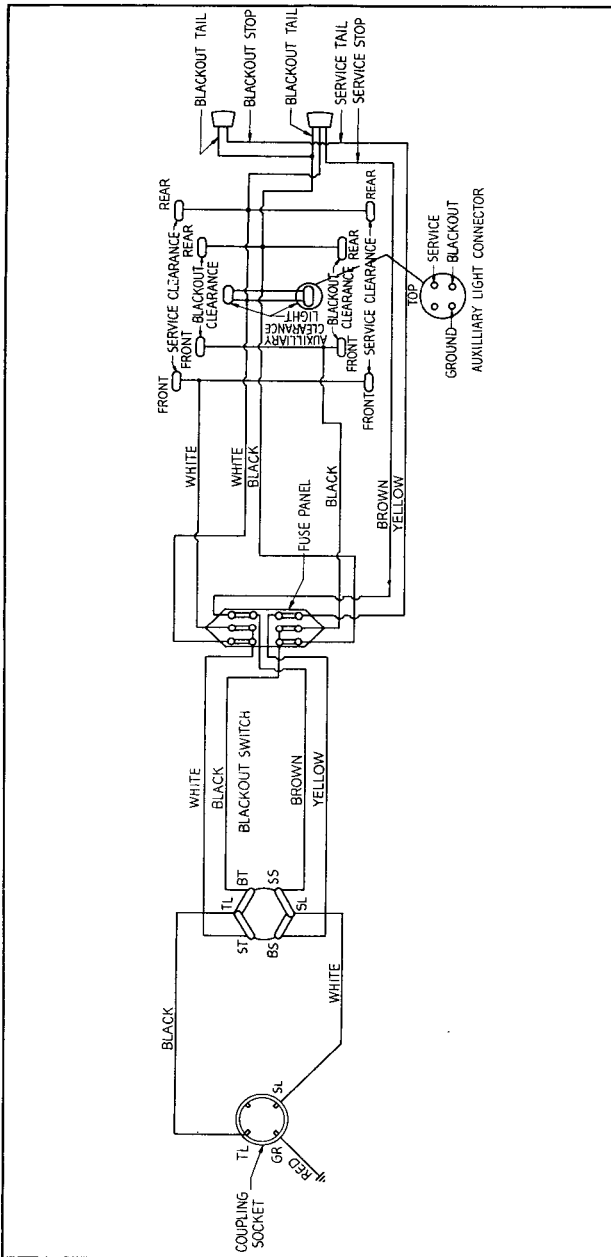 BLACKOUT TAIL
BLACKOUT STOP
BLACKOUT TAIL
SERVICE TAIL
SERVICE STOP
REAR
REAR
REAR
REAR
SERVICE CLEARANCE
BLACKOUT
CLEARANCE
AUXILLIARY
CLEARANCE
LIGHT
BLACKOUT
CLEARANCE
SERVICE CLEARANCE
FRONT
FRONT
FRONT
FRONT
TOP
SERVICE
BLACKOUT
GROUND
AUXILLIARY LIGHT CONNECTOR
WHITE
WHITE
BLACK
BLACK
BROWN
YELLOW
FUSE PANEL
WHITE
BLACK
BLACKOUT SWITCH
BROWN
YELLOW
BT
SS
TL
SL
ST
BS
BLACK
WHITE
TL
SL
GR
RED
COUPLING
SOCKET